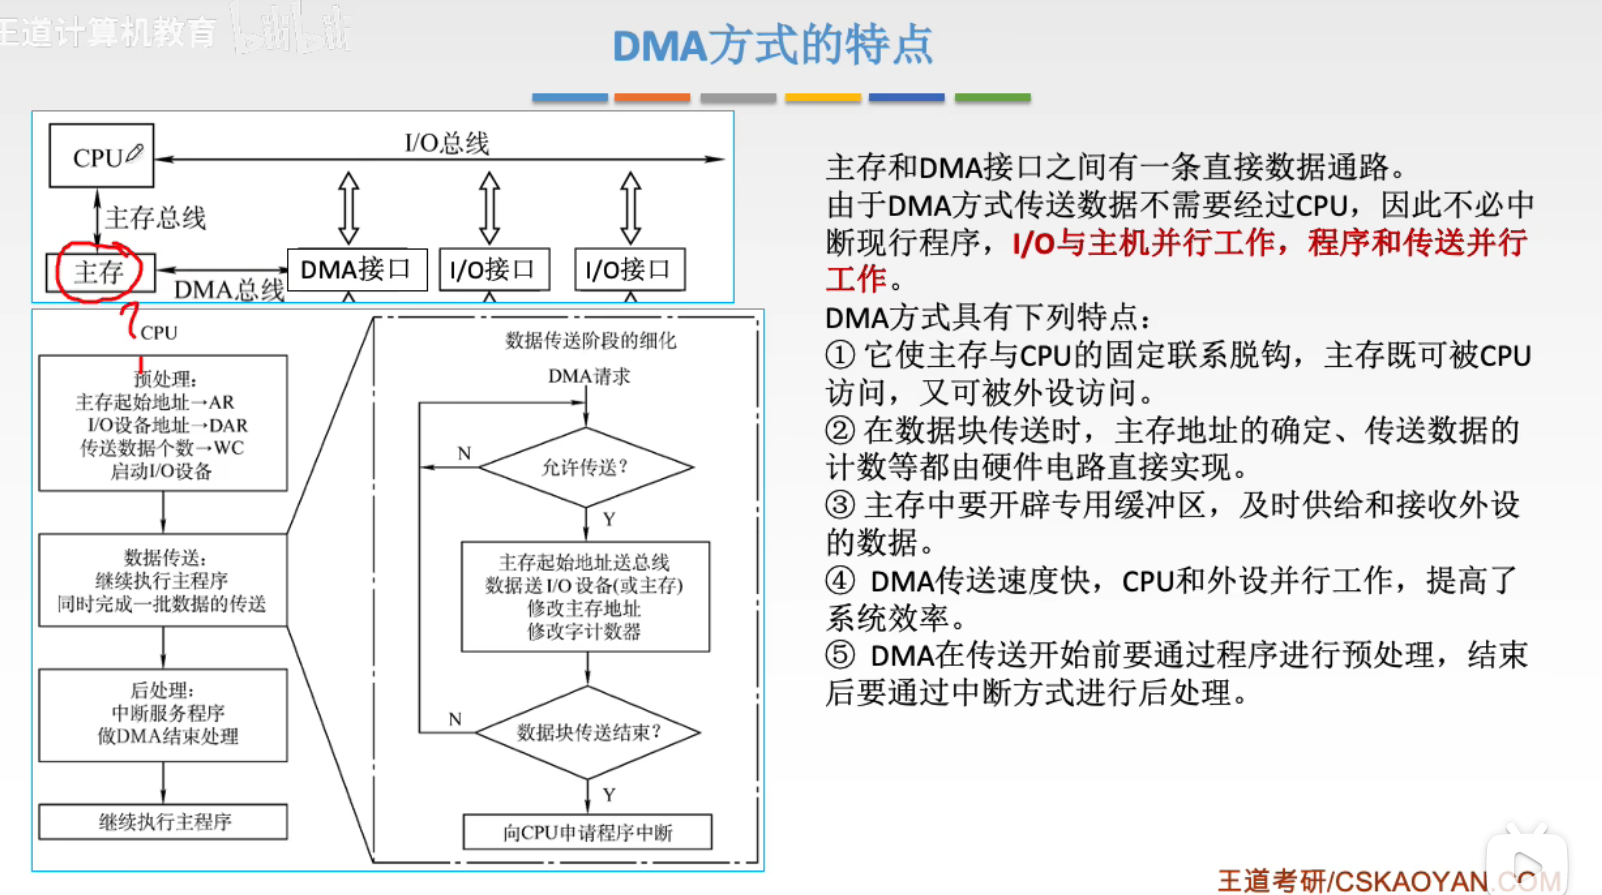 王道计算机教育 bilibili
DMA方式的特点
CPU
I/O总线
主存总线
主存
DMA总线
DMA接口
I/O接口
I/O接口
主存和DMA接口之间有一条直接数据通路。
由于DMA方式传送数据不需要经过CPU，因此不必中
断现行程序，I/O与主机并行工作，程序和传送并行
工作。
DMA方式具有下列特点：
① 它使主存与CPU的固定联系脱钩，主存既可被CPU
访问，又可被外设访问。
② 在数据块传送时，主存地址的确定、传送数据的
计数等都由硬件电路直接实现。
③ 主存中要开辟专用缓冲区，及时供给和接收外设
的数据。
④ DMA传送速度快，CPU和外设并行工作，提高了
系统效率。
⑤ DMA在传送开始前要通过程序进行预处理，结束
后要通过中断方式进行后处理。
CPU
预处理：
主存起始地址→AR
I/O设备地址→DAR
传送数据个数→WC
启动I/O设备
数据传送：
继续执行主程序
同时完成一批数据的传送
后处理：
中断服务程序
做DMA结束处理
继续执行主程序
数据传送阶段的细化
DMA请求
允许传送？
N
Y
主存起始地址送总线
数据送I/O设备(或主存)
修改主存地址
修改字计数器
数据块传送结束？
N
Y
向CPU申请程序中断
王道考研/CSKAOYAN.COM